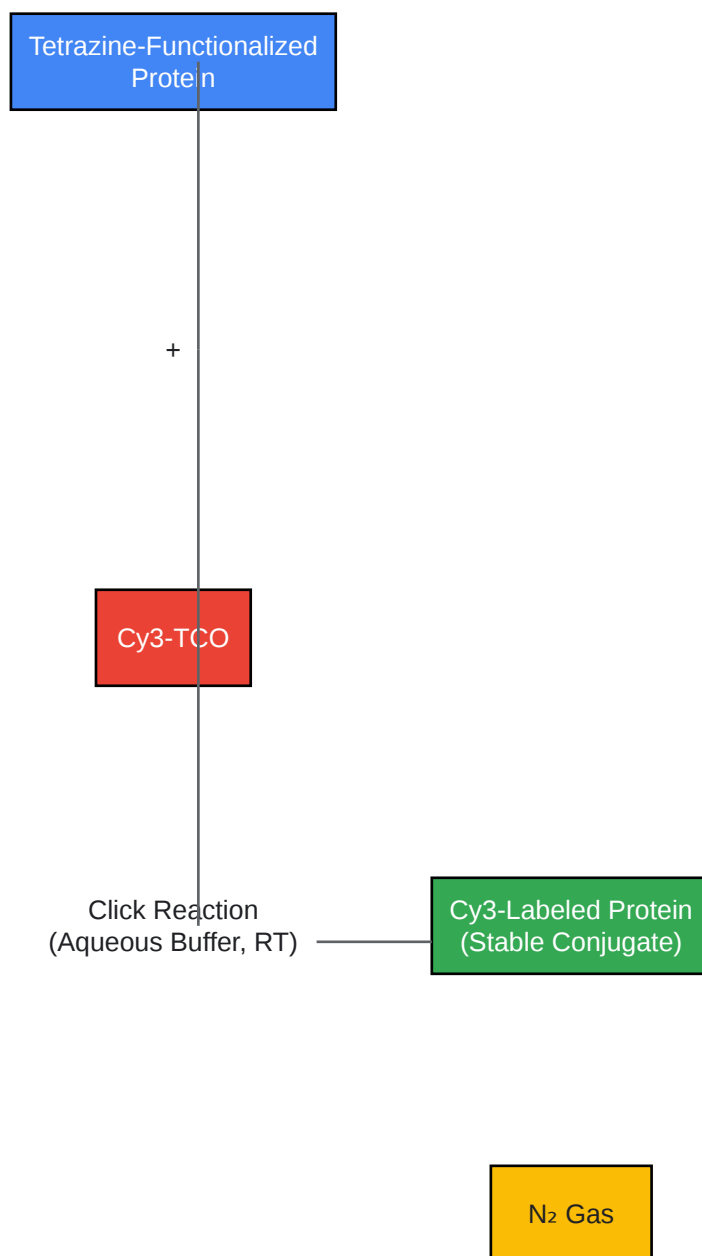 Tetrazine-Functionalized
Protein
+
Cy3-TCO
Click Reaction
(Aqueous Buffer, RT)
Cy3-Labeled Protein
(Stable Conjugate)
N₂ Gas